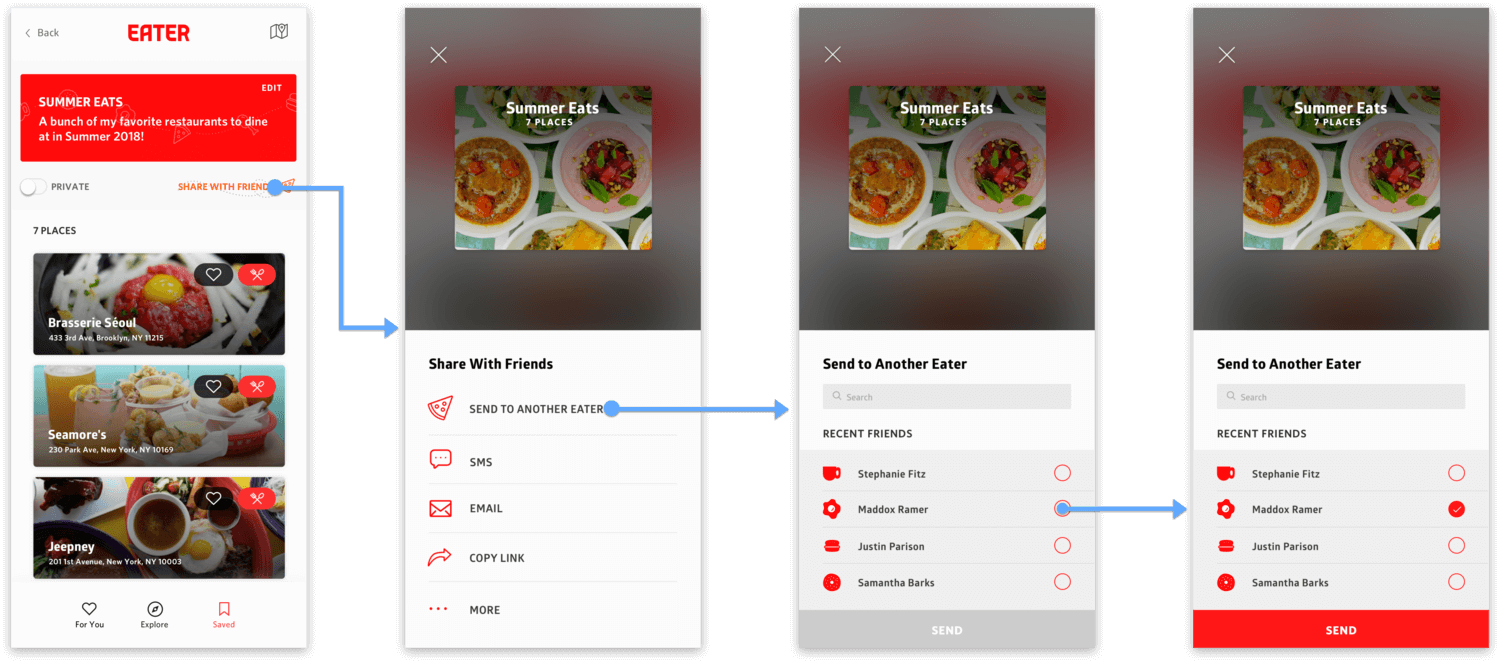 Back
EATER
EDIT
SUMMER EATS
A bunch of my favorite restaurants to dine
at in Summer 2018!
PRIVATE
SHARE WITH FRIEND
7 PLACES
Brasserie Séoul
433 3rd Ave, Brooklyn, NY 11215
Seamore's
230 Park Ave, New York, NY 10169
Jeepney
201 1st Avenue, New York, NY 10003
For You
Explore
Saved
Summer Eats
7 PLACES
Share With Friends
SEND TO ANOTHER EATER
SMS
EMAIL
COPY LINK
MORE
Summer Eats
7 PLACES
Send to Another Eater
Search
RECENT FRIENDS
Stephanie Fitz
Maddox Ramer
Justin Parison
Samantha Barks
SEND
Summer Eats
7 PLACES
Send to Another Eater
Search
RECENT FRIENDS
Stephanie Fitz
Maddox Ramer
Justin Parison
Samantha Barks
SEND